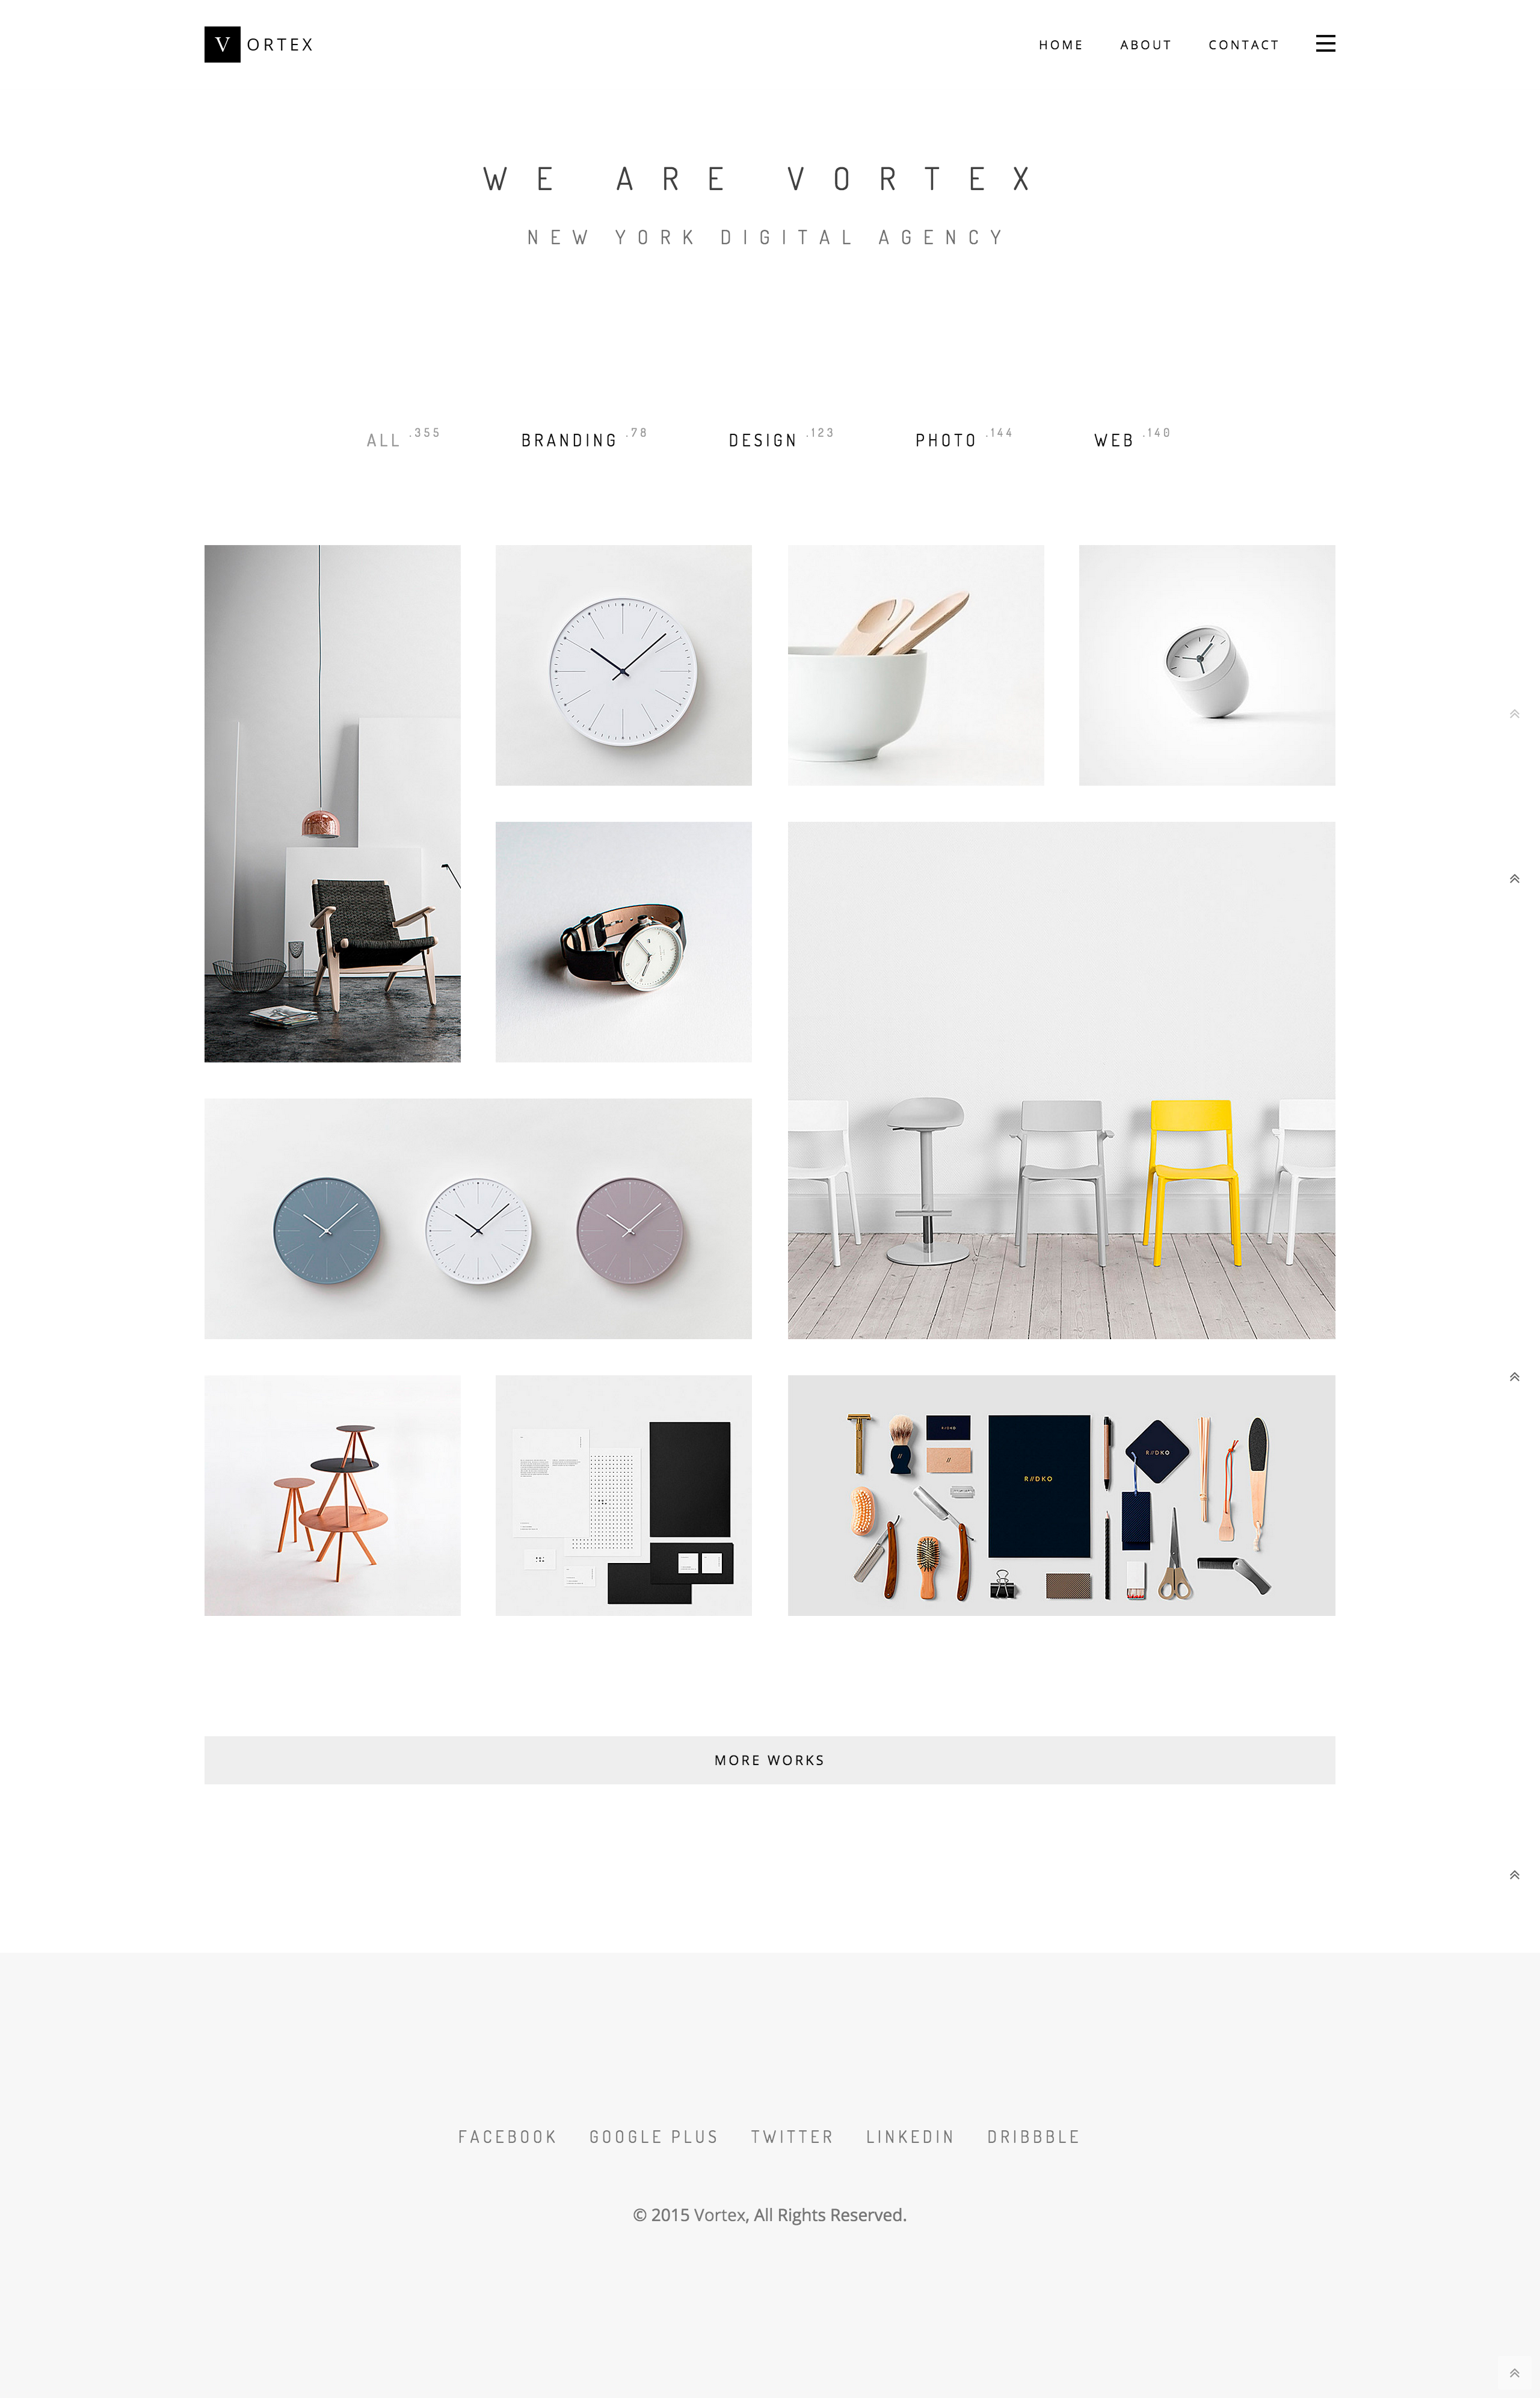 V ORTEX HOME ABOUT CONTACT
WE ARE VORTEX
NEW YORK DIGITAL AGENCY
ALL .355 BRANDING .78 DESIGN .123 PHOTO .144 WEB .140
R//DKO
R//DKO
R//DKO
//
//
MORE WORKS
FACEBOOK GOOGLE PLUS TWITTER LINKEDIN DRIBBBLE
© 2015 Vortex, All Rights Reserved.